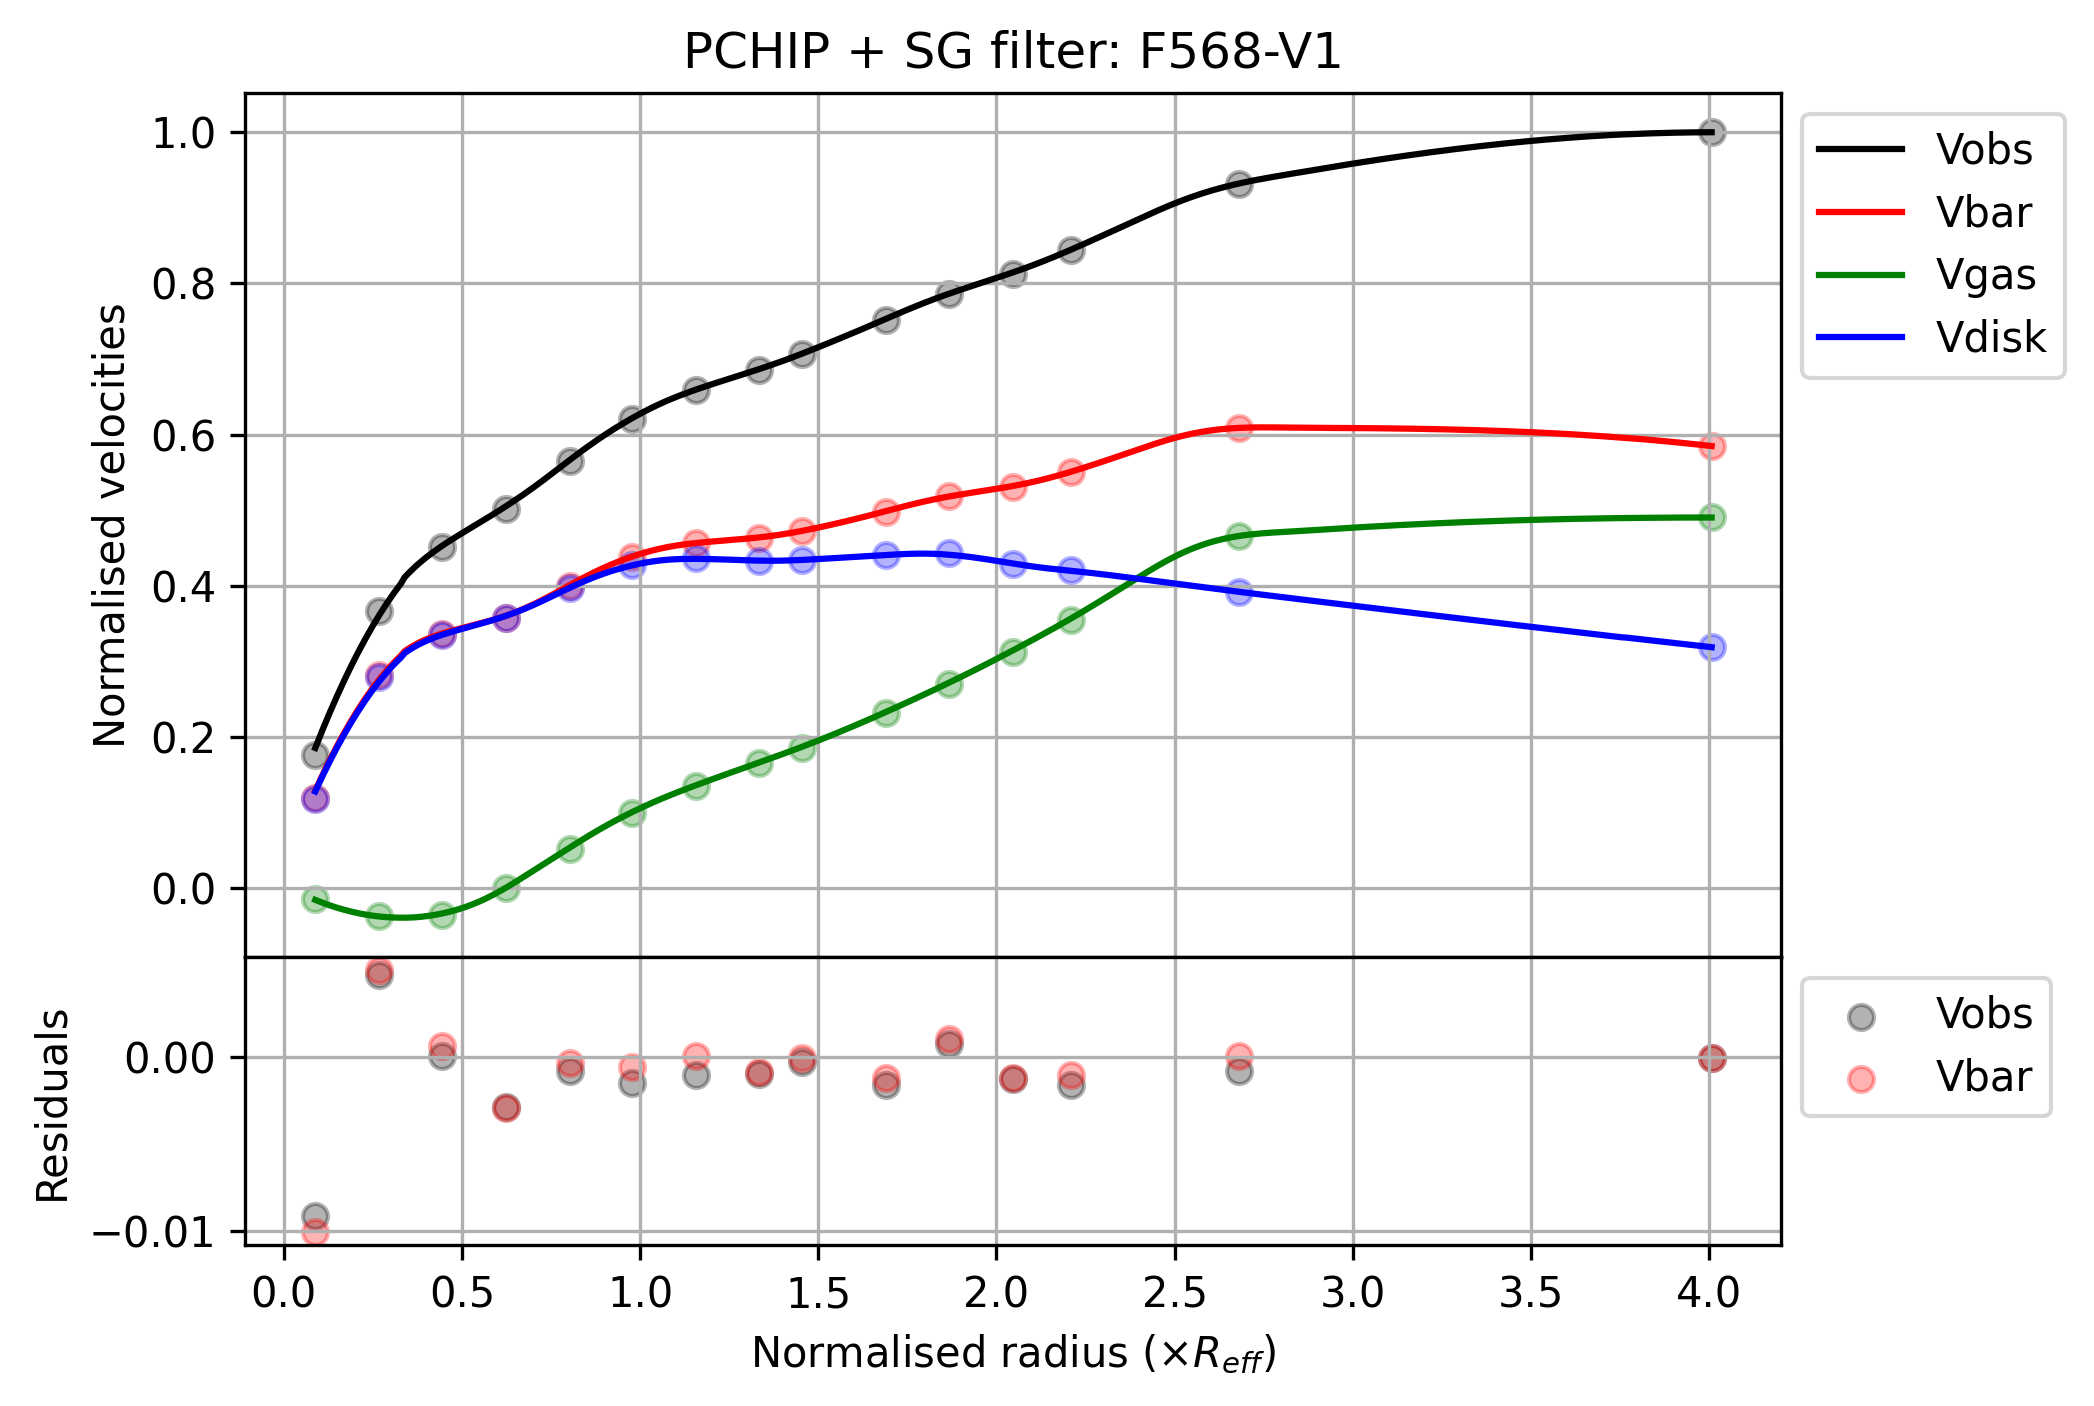 PCHIP + SG filter: F568-V1
Normalised velocities
1.0
0.8
0.6
0.4
0.2
0.0
Vobs
Vbar
Vgas
Vdisk
Residuals
0.00
−0.01
Vobs
Vbar
0.0 0.5 1.0 1.5 2.0 2.5 3.0 3.5 4.0
Normalised radius (×R_eff)